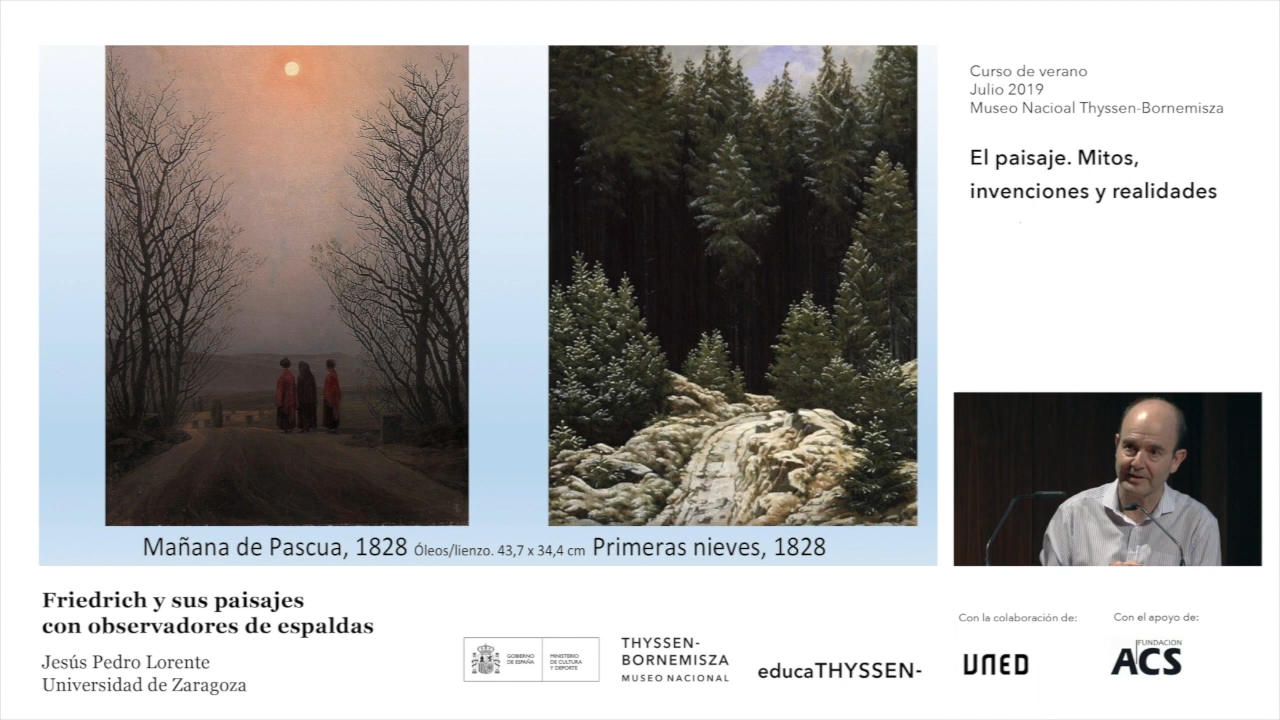 Curso de verano
Julio 2019
Museo Nacioal Thyssen-Bornemisza
El paisaje. Mitos,
invenciones y realidades
Mañana de Pascua, 1828 Óleos/lienzo. 43,7 x 34,4 cm Primeras nieves, 1828
Friedrich y sus paisajes
con observadores de espaldas
Jesús Pedro Lorente
Universidad de Zaragoza
GOBIERNO
DE ESPAÑA
MINISTERIO
DE CULTURA
Y DEPORTE
THYSSEN-
BORNEMISZA
MUSEO NACIONAL
educaTHYSSEN-
Con la colaboración de:
UNED
Con el apoyo de:
FUNDACIÓN
ACS